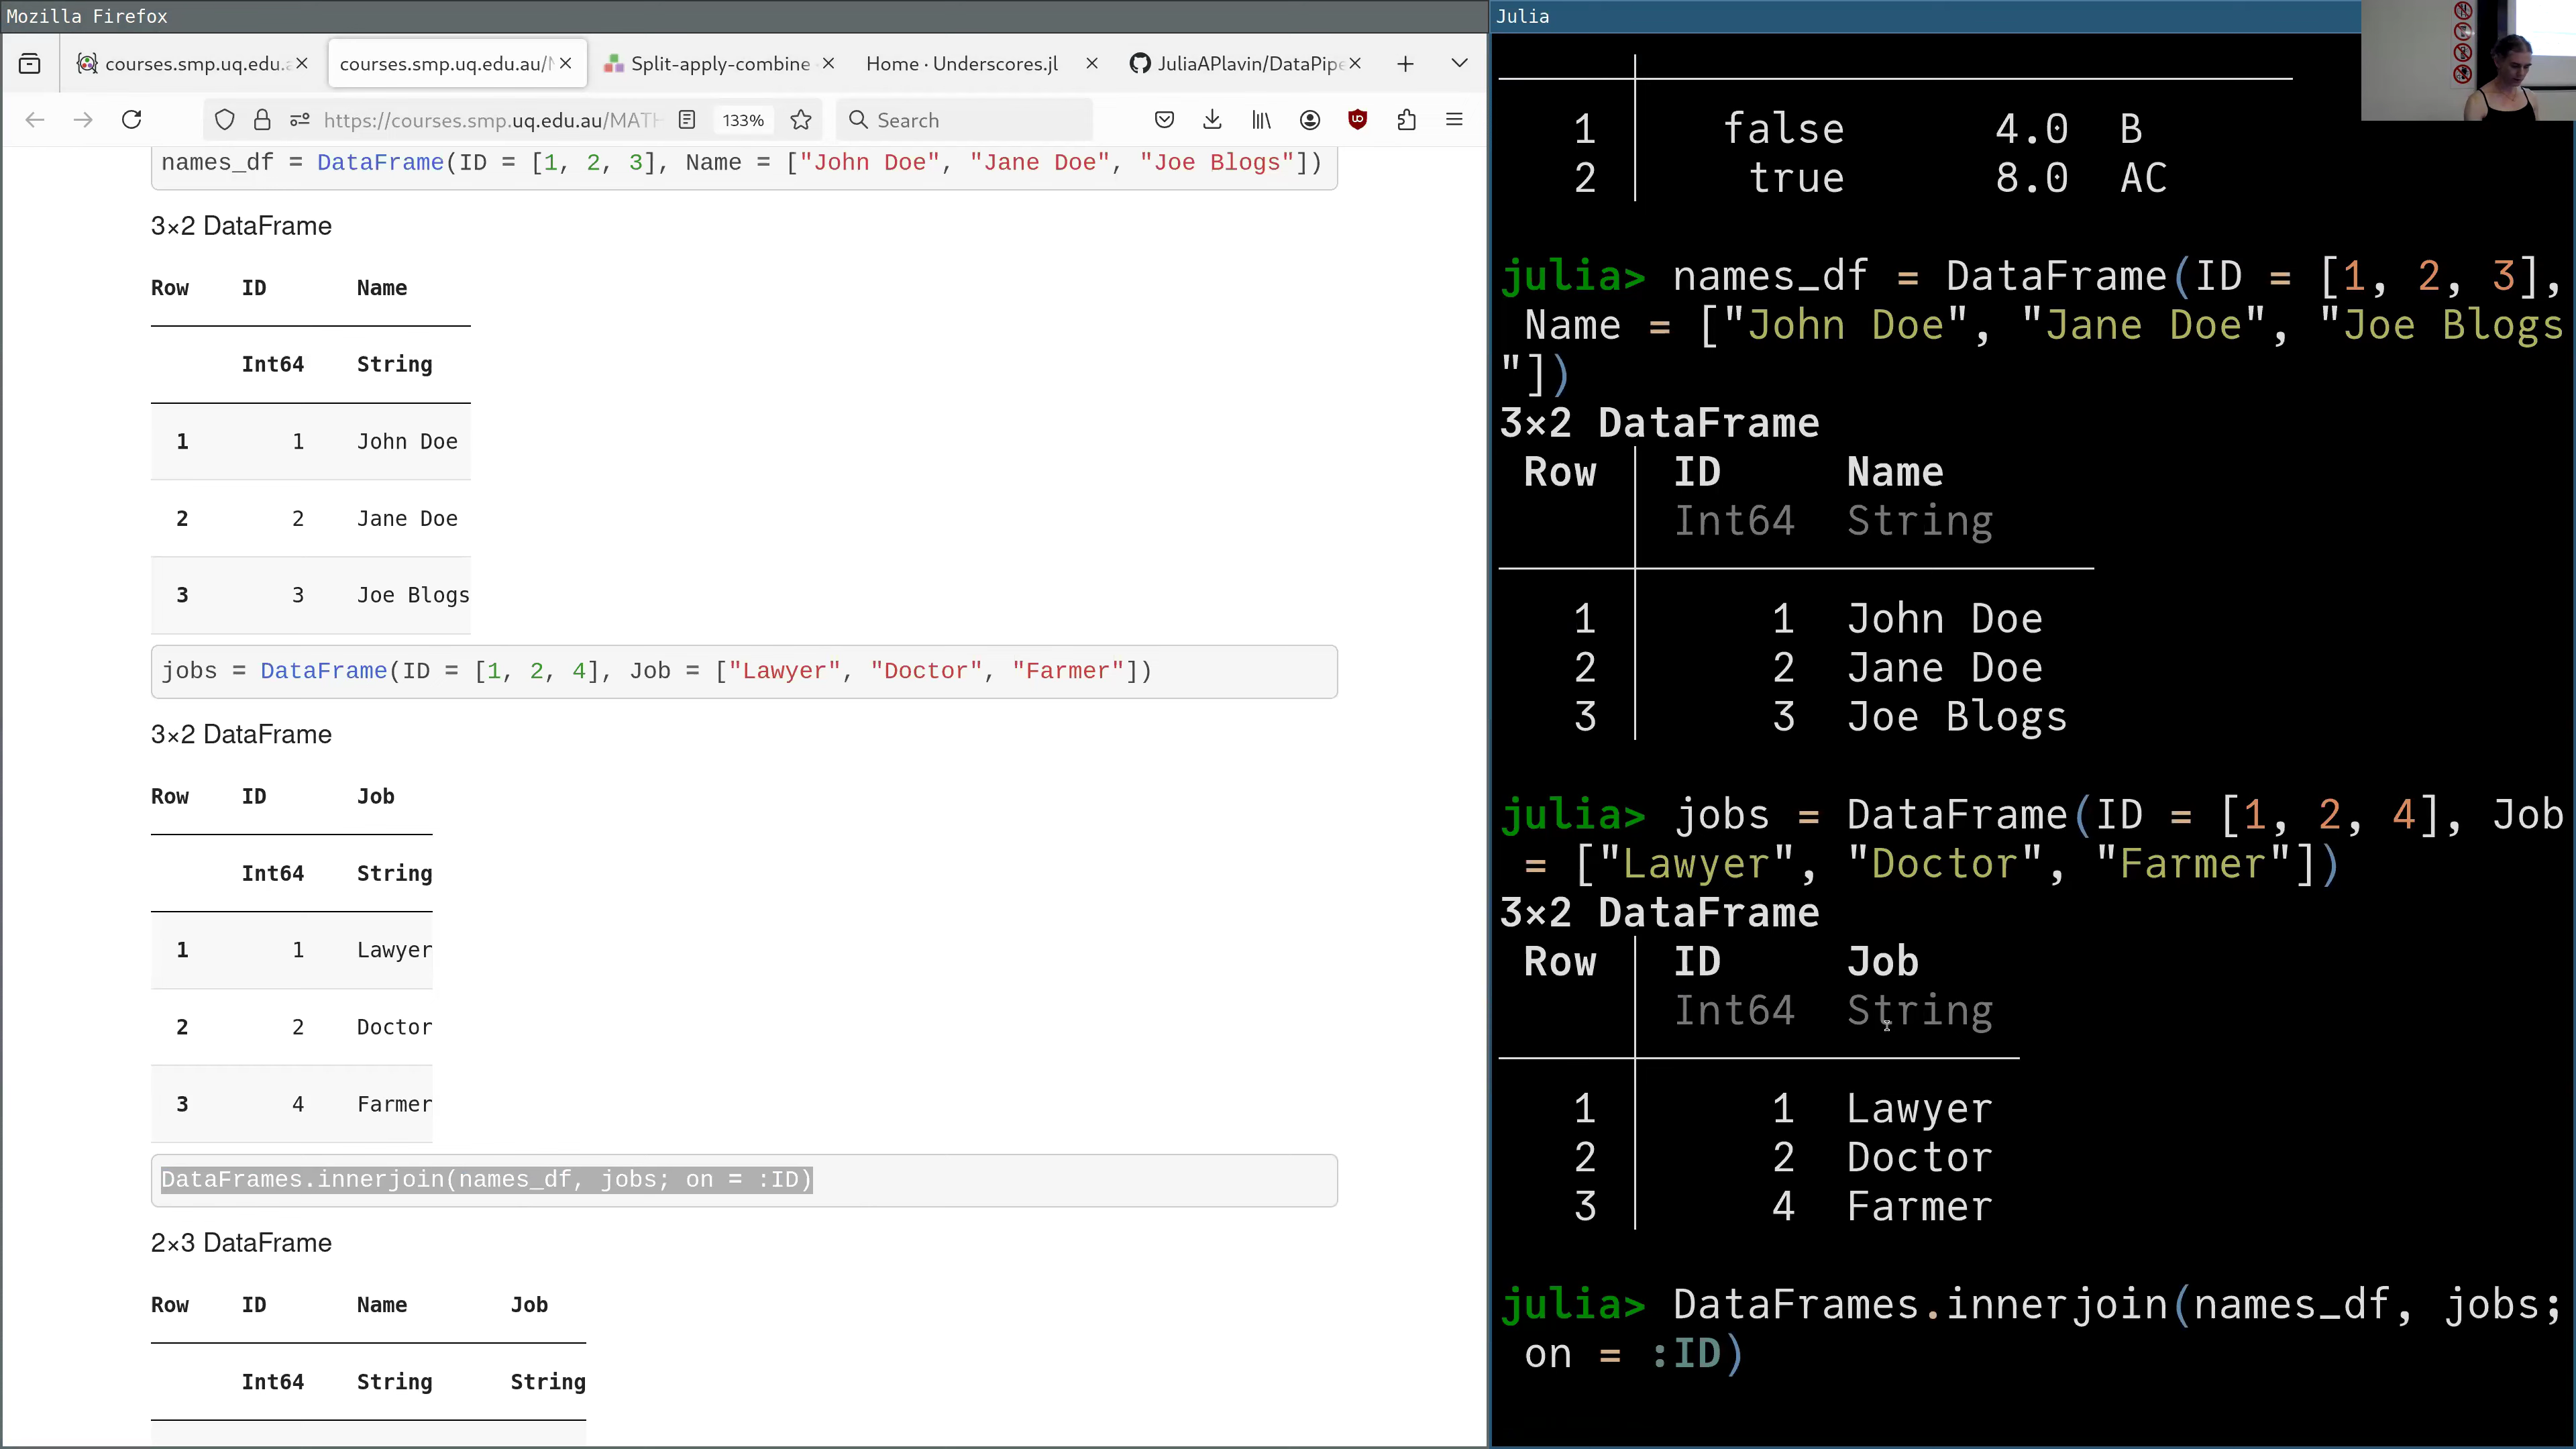 Mozilla Firefox
courses.smp.uq.edu.a
courses.smp.uq.edu.au/M
Split-apply-combine
Home · Underscores.jl
JuliaAPlavin/DataPipe
https://courses.smp.uq.edu.au/MATH
133%
Search
names_df = DataFrame(ID = [1, 2, 3], Name = ["John Doe", "Jane Doe", "Joe Blogs"])
3×2 DataFrame
Row ID Name
Int64 String
1 1 John Doe
2 2 Jane Doe
3 3 Joe Blogs
jobs = DataFrame(ID = [1, 2, 4], Job = ["Lawyer", "Doctor", "Farmer"])
3×2 DataFrame
Row ID Job
Int64 String
1 1 Lawyer
2 2 Doctor
3 4 Farmer
DataFrames.innerjoin(names_df, jobs; on = :ID)
2×3 DataFrame
Row ID Name Job
Int64 String String
Julia
1 false 4.0 B
2 true 8.0 AC
julia> names_df = DataFrame(ID = [1, 2, 3],
Name = ["John Doe", "Jane Doe", "Joe Blogs
"])
3×2 DataFrame
Row ID Name
Int64 String
1 1 John Doe
2 2 Jane Doe
3 3 Joe Blogs
julia> jobs = DataFrame(ID = [1, 2, 4], Job
= ["Lawyer", "Doctor", "Farmer"])
3×2 DataFrame
Row ID Job
Int64 String
1 1 Lawyer
2 2 Doctor
3 4 Farmer
julia> DataFrames.innerjoin(names_df, jobs;
on = :ID)